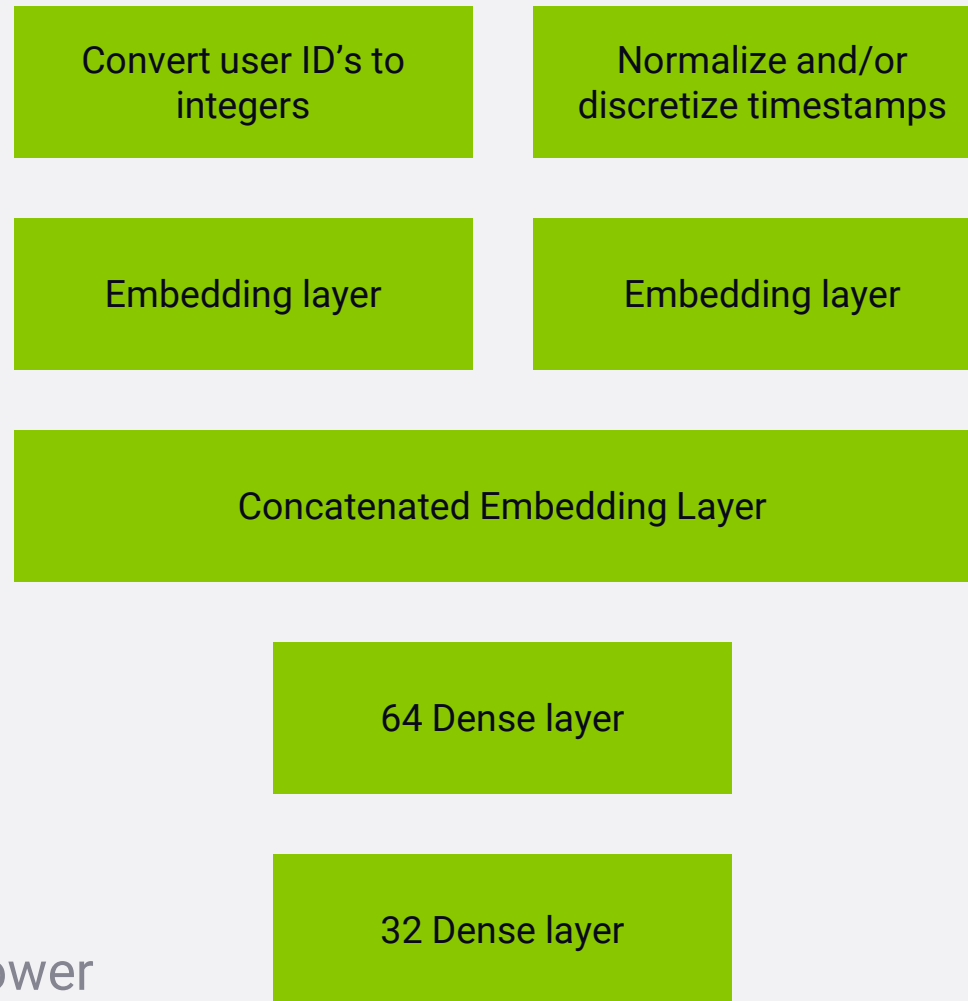 Convert user ID’s to
integers
Normalize and/or
discretize timestamps
Embedding layer
Embedding layer
Concatenated Embedding Layer
64 Dense layer
32 Dense layer